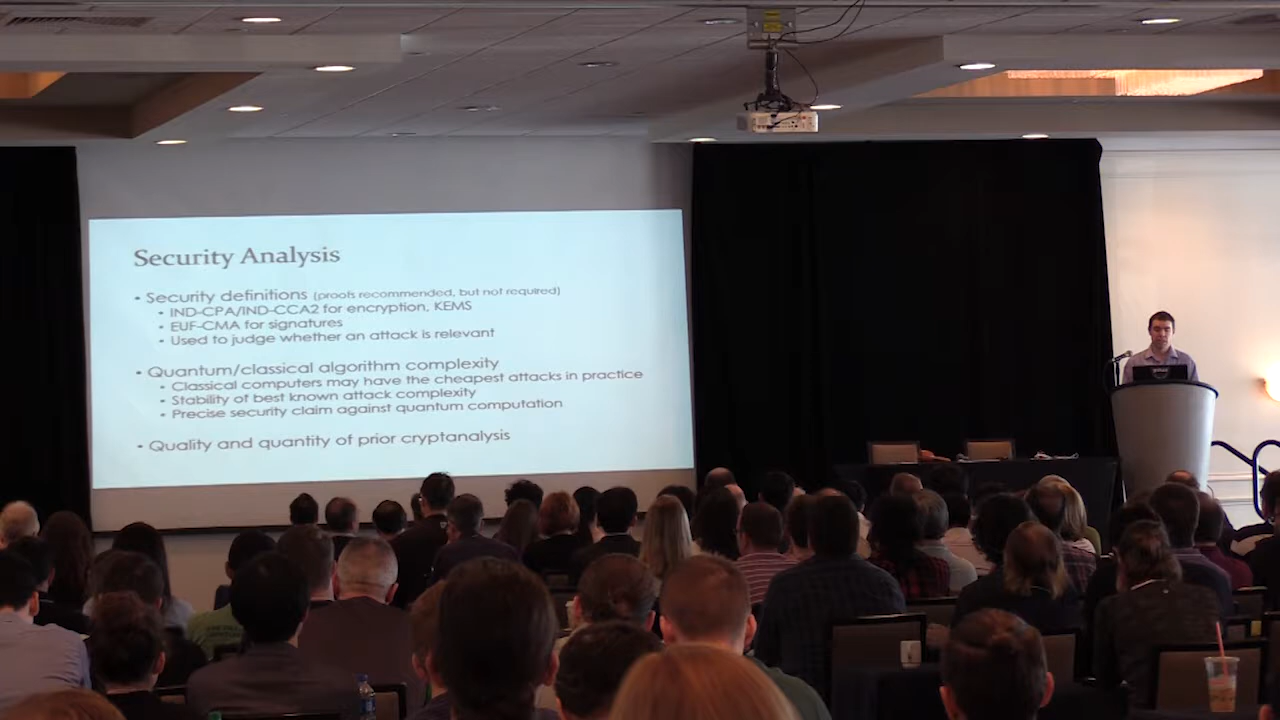 Security Analysis
• Security definitions (proofs recommended, but not required)
• IND-CPA/IND-CCA2 for encryption, KEMS
• EUF-CMA for signatures
• Used to judge whether an attack is relevant
• Quantum/classical algorithm complexity
• Classical computers may have the cheapest attacks in practice
• Stability of best known attack complexity
• Precise security claim against quantum computation
• Quality and quantity of prior cryptanalysis